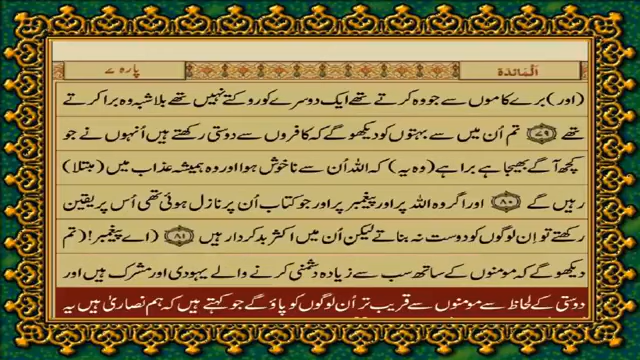 اَلْمَائدة
پارہ ۷
(اور) برے کاموں سے جو وہ کرتے تھے ایک دوسرے کو روکتے نہیں تھے بلاشبہ وہ برا کرتے
تھے ۷۹ تم اُن میں سے بہتوں کو دیکھو گے کہ کافروں سے دوستی رکھتے ہیں اُنہوں نے جو
کچھ آگے بھیجا ہے برا ہے (وہ یہ) کہ اللہ اُن سے ناخوش ہوا اور وہ ہمیشہ عذاب میں (مبتلا)
رہیں گے ۸۰ اور اگر وہ اللہ پر اور پیغمبر پر اور جو کتاب اُن پر نازل ہوئی تھی اُس پر یقین
رکھتے تو اِن لوگوں کو دوست نہ بناتے لیکن اُن میں اکثر بدکردار ہیں ۸۱ (اے پیغمبر!) تم
دیکھو گے کہ مومنوں کے ساتھ سب سے زیادہ دشمنی کرنے والے یہودی اور مشرک ہیں اور
دوستی کے لحاظ سے مومنوں سے قریب تر اُن لوگوں کو پاؤ گے جو کہتے ہیں کہ ہم نصاریٰ ہیں یہ